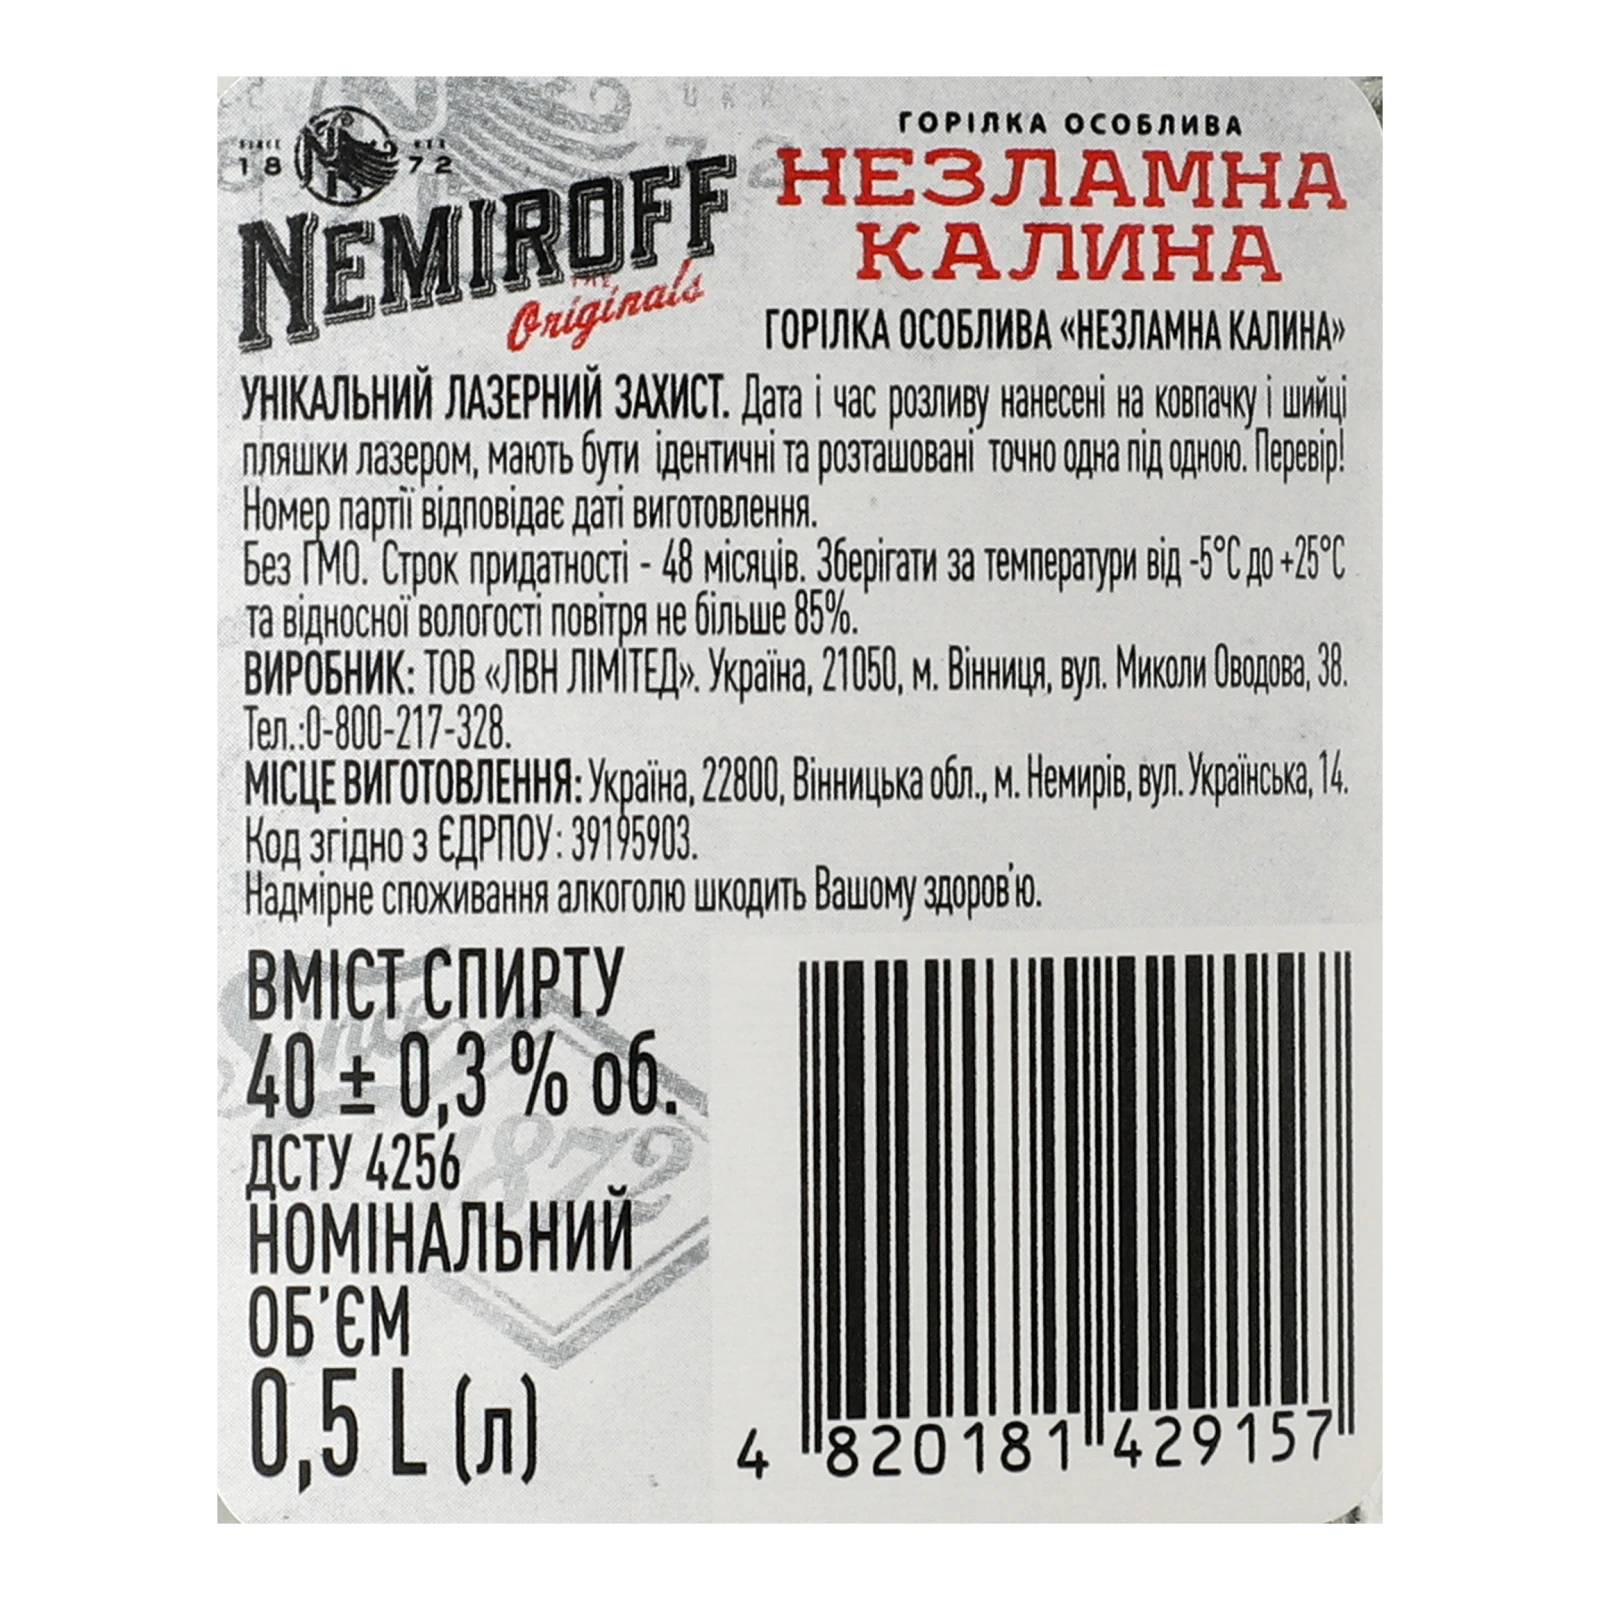 SINCE
18 72
NEMIROFF
THE
Originals
ГОРІЛКА ОСОБЛИВА
НЕЗЛАМНА
КАЛИНА
ГОРІЛКА ОСОБЛИВА «НЕЗЛАМНА КАЛИНА»
УНІКАЛЬНИЙ ЛАЗЕРНИЙ ЗАХИСТ. Дата і час розливу нанесені на ковпачку і шийці
пляшки лазером, мають бути ідентичні та розташовані точно одна під одною. Перевір!
Номер партії відповідає даті виготовлення.
Без ГМО. Строк придатності - 48 місяців. Зберігати за температури від -5°C до +25°C
та відносної вологості повітря не більше 85%.
ВИРОБНИК: ТОВ «ЛВН ЛІМІТЕД». Україна, 21050, м. Вінниця, вул. Миколи Оводова, 38.
Тел.:0-800-217-328.
МІСЦЕ ВИГОТОВЛЕННЯ: Україна, 22800, Вінницька обл., м. Немирів, вул. Українська, 14.
Код згідно з ЄДРПОУ: 39195903.
Надмірне споживання алкоголю шкодить Вашому здоров'ю.
ВМІСТ СПИРТУ
40 ± 0,3 % об.
ДСТУ 4256
НОМІНАЛЬНИЙ
ОБ'ЄМ
0,5 L (л)
Since
1872
4 820181 429157